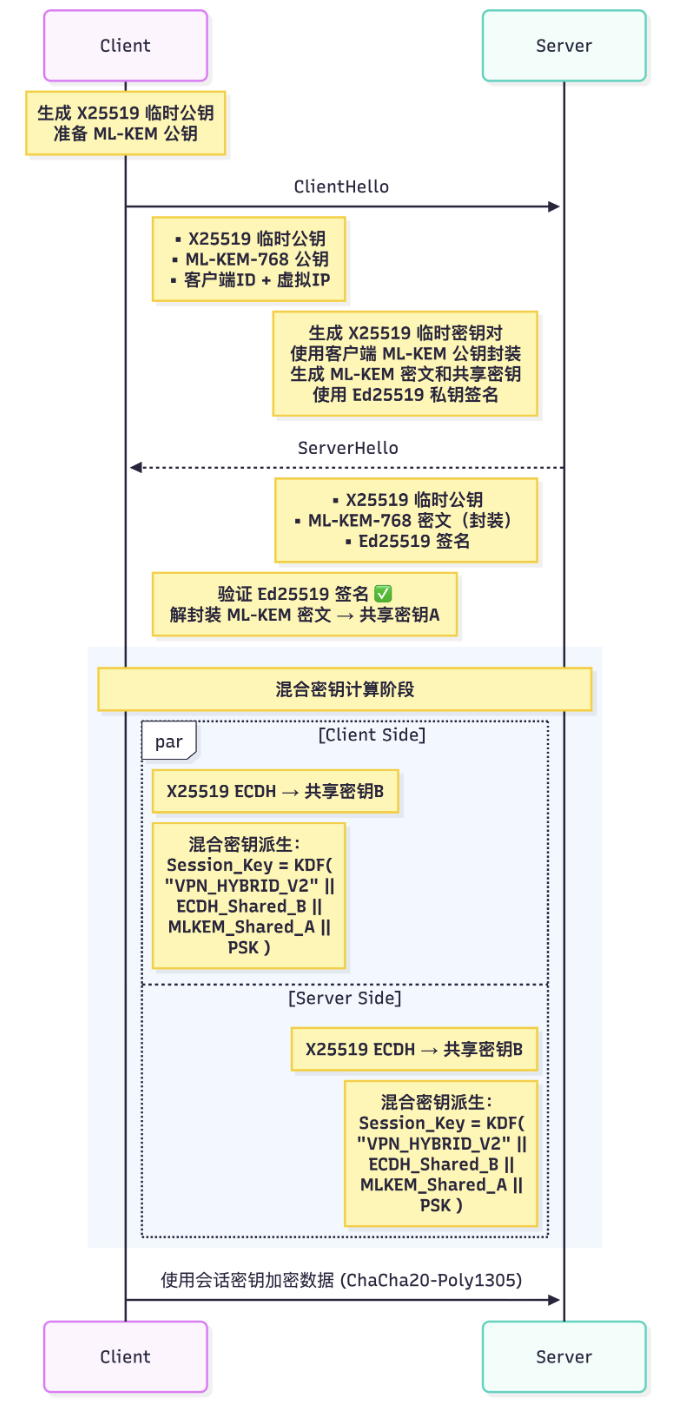 Client
Server
生成 X25519 临时公钥
准备 ML-KEM 公钥
ClientHello
▪ X25519 临时公钥
▪ ML-KEM-768 公钥
▪ 客户端ID + 虚拟IP
生成 X25519 临时密钥对
使用客户端 ML-KEM 公钥封装
生成 ML-KEM 密文和共享密钥
使用 Ed25519 私钥签名
ServerHello
▪ X25519 临时公钥
▪ ML-KEM-768 密文（封装）
▪ Ed25519 签名
验证 Ed25519 签名 ✅
解封装 ML-KEM 密文 → 共享密钥A
混合密钥计算阶段
par
[Client Side]
X25519 ECDH → 共享密钥B
混合密钥派生：
Session_Key = KDF(
"VPN_HYBRID_V2" ||
ECDH_Shared_B ||
MLKEM_Shared_A ||
PSK )
[Server Side]
X25519 ECDH → 共享密钥B
混合密钥派生：
Session_Key = KDF(
"VPN_HYBRID_V2" ||
ECDH_Shared_B ||
MLKEM_Shared_A ||
PSK )
使用会话密钥加密数据 (ChaCha20-Poly1305)
Client
Server